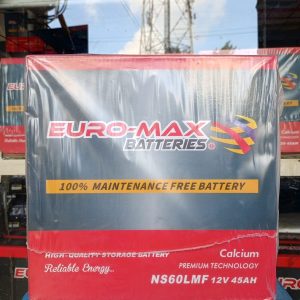 EURO-MAX
BATTERIES®
100% MAINTENANCE FREE BATTERY
HIGH-QUALITY STORAGE BATTERY
Calcium
Reliable Energy...
PREMIUM TECHNOLOGY
NS60LMF 12V 45AH